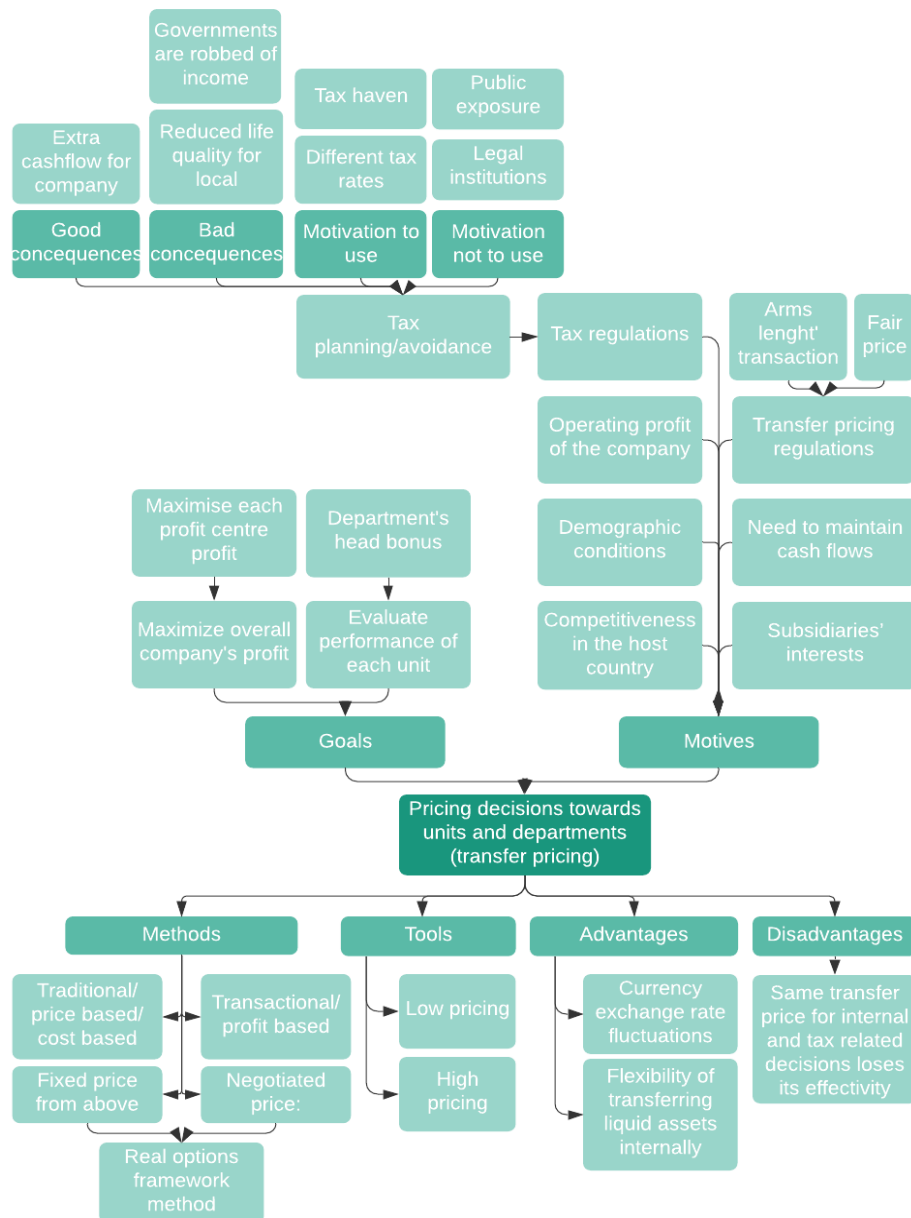 Governments
are robbed of
income
Tax haven
Public
exposure
Extra
cashflow for
company
Reduced life
quality for
local
Different tax
rates
Legal
institutions
Good
concequences
Bad
concequences
Motivation to
use
Motivation
not to use
Tax
planning/avoidance
Tax regulations
Arms
lenght'
transaction
Fair
price
Operating profit
of the company
Transfer pricing
regulations
Maximise each
profit centre
profit
Department's
head bonus
Demographic
conditions
Need to maintain
cash flows
Maximize overall
company's profit
Evaluate
performance of
each unit
Competitiveness
in the host
country
Subsidiaries'
interests
Goals
Motives
Pricing decisions towards
units and departments
(transfer pricing)
Methods
Tools
Advantages
Disadvantages
Traditional/
price based/
cost based
Transactional/
profit based
Low pricing
Currency
exchange rate
fluctuations
Same transfer
price for internal
and tax related
decisions loses
its effectivity
Fixed price
from above
Negotiated
price:
High
pricing
Flexibility of
transferring
liquid assets
internally
Real options
framework
method